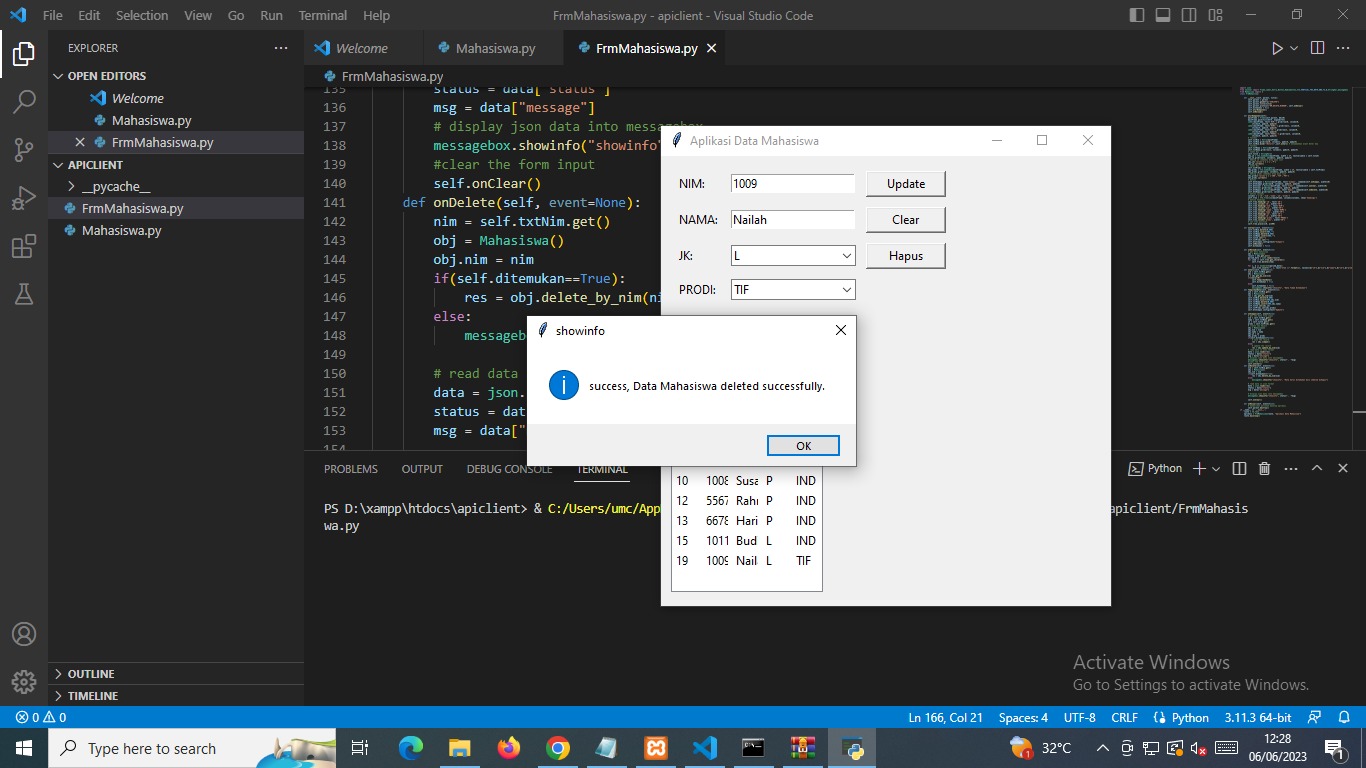 File Edit Selection View Go Run Terminal Help
FrmMahasiswa.py - apiclient - Visual Studio Code
EXPLORER
OPEN EDITORS
Welcome
Mahasiswa.py
FrmMahasiswa.py
APICLIENT
__pycache__
FrmMahasiswa.py
Mahasiswa.py
OUTLINE
TIMELINE
Welcome Mahasiswa.py FrmMahasiswa.py
FrmMahasiswa.py
135 status = data["status"]
136 msg = data["message"]
137 # display json data into messagebox
138 messagebox.showinfo("showinfo"
139 #clear the form input
140 self.onClear()
141 def onDelete(self, event=None):
142 nim = self.txtNim.get()
143 obj = Mahasiswa()
144 obj.nim = nim
145 if(self.ditemukan==True):
146 res = obj.delete_by_nim(ni
147 else:
148 messagebo
149
150 # read data
151 data = json.
152 status = dat
153 msg = data["
154
Aplikasi Data Mahasiswa
NIM: 1009 Update
NAMA: Nailah Clear
JK: L Hapus
PRODI: TIF
showinfo
success, Data Mahasiswa deleted successfully.
OK
10 1008 Susa P IND
12 5567 Rahr P IND
13 6678 Hari P IND
15 1011 Bud L IND
19 1009 Nail L TIF
PROBLEMS OUTPUT DEBUG CONSOLE TERMINAL
Python
PS D:\xampp\htdocs\apiclient> & C:/Users/umc/App
apiclient/FrmMahasis
wa.py
Activate Windows
Go to Settings to activate Windows.
0 0 Ln 166, Col 21 Spaces: 4 UTF-8 CRLF Python 3.11.3 64-bit
Type here to search
32°C
12:28
06/06/2023
1